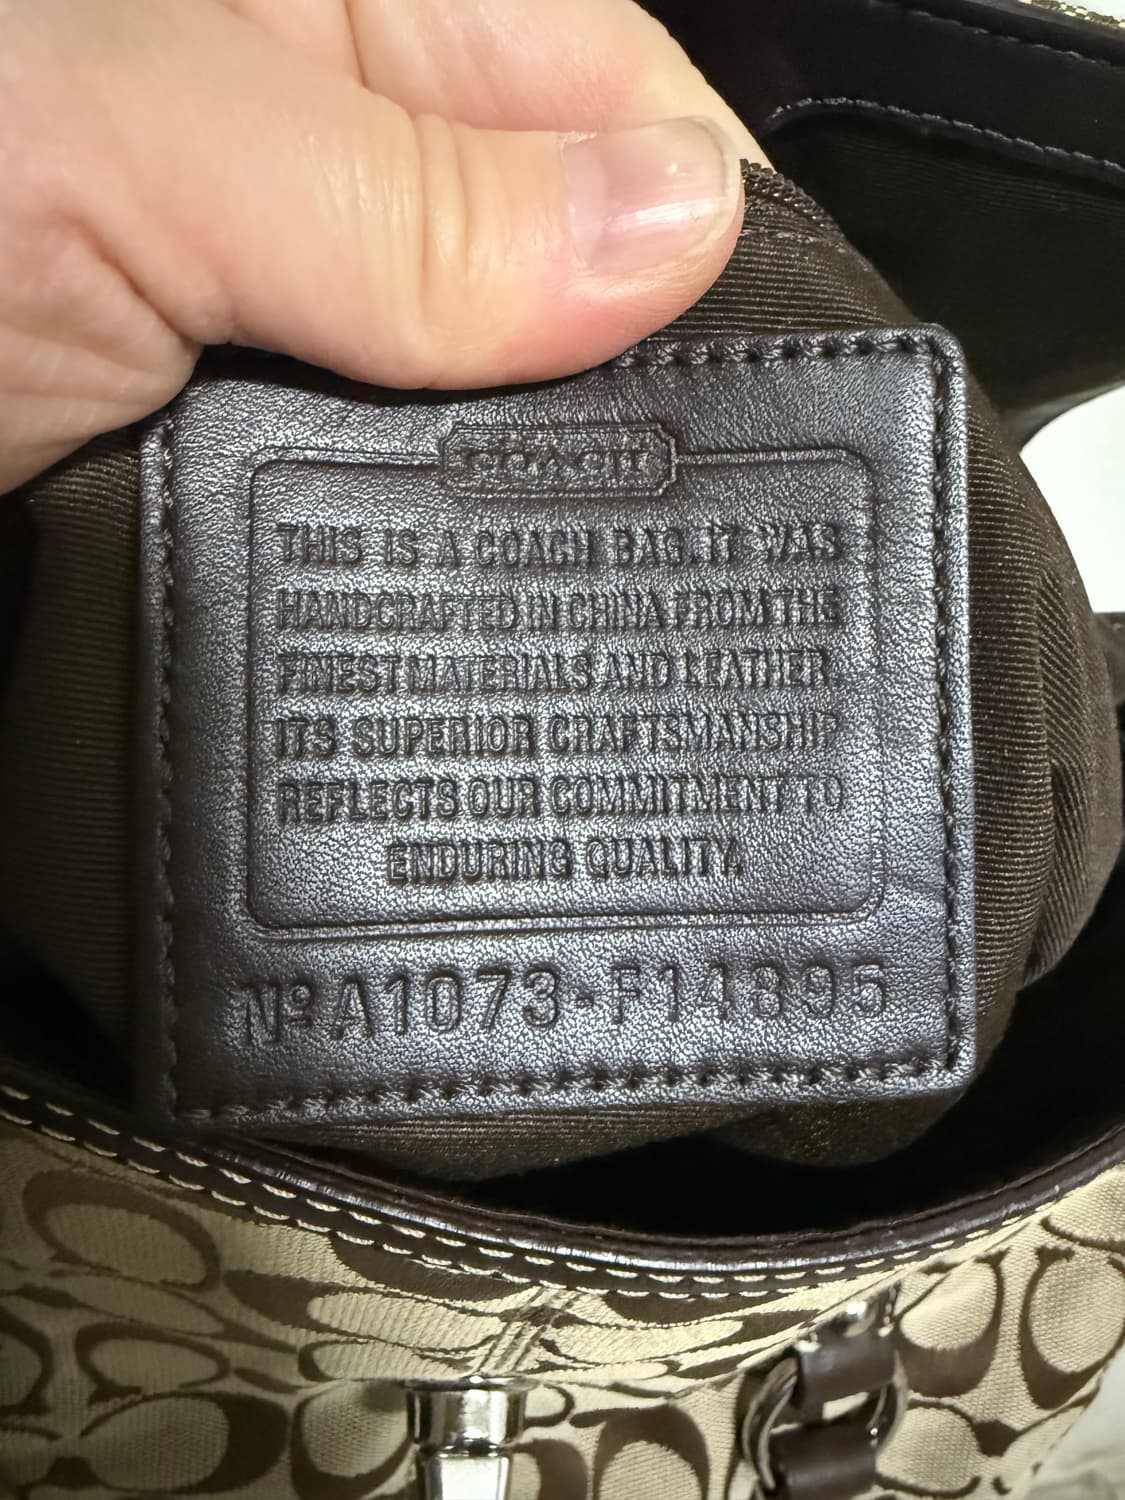 COACH
THIS IS A COACH BAG. IT WAS
HANDCRAFTED IN CHINA FROM THE
FINEST MATERIALS AND LEATHER.
ITS SUPERIOR CRAFTSMANSHIP
REFLECTS OUR COMMITMENT TO
ENDURING QUALITY.
Nº A1073-F14895